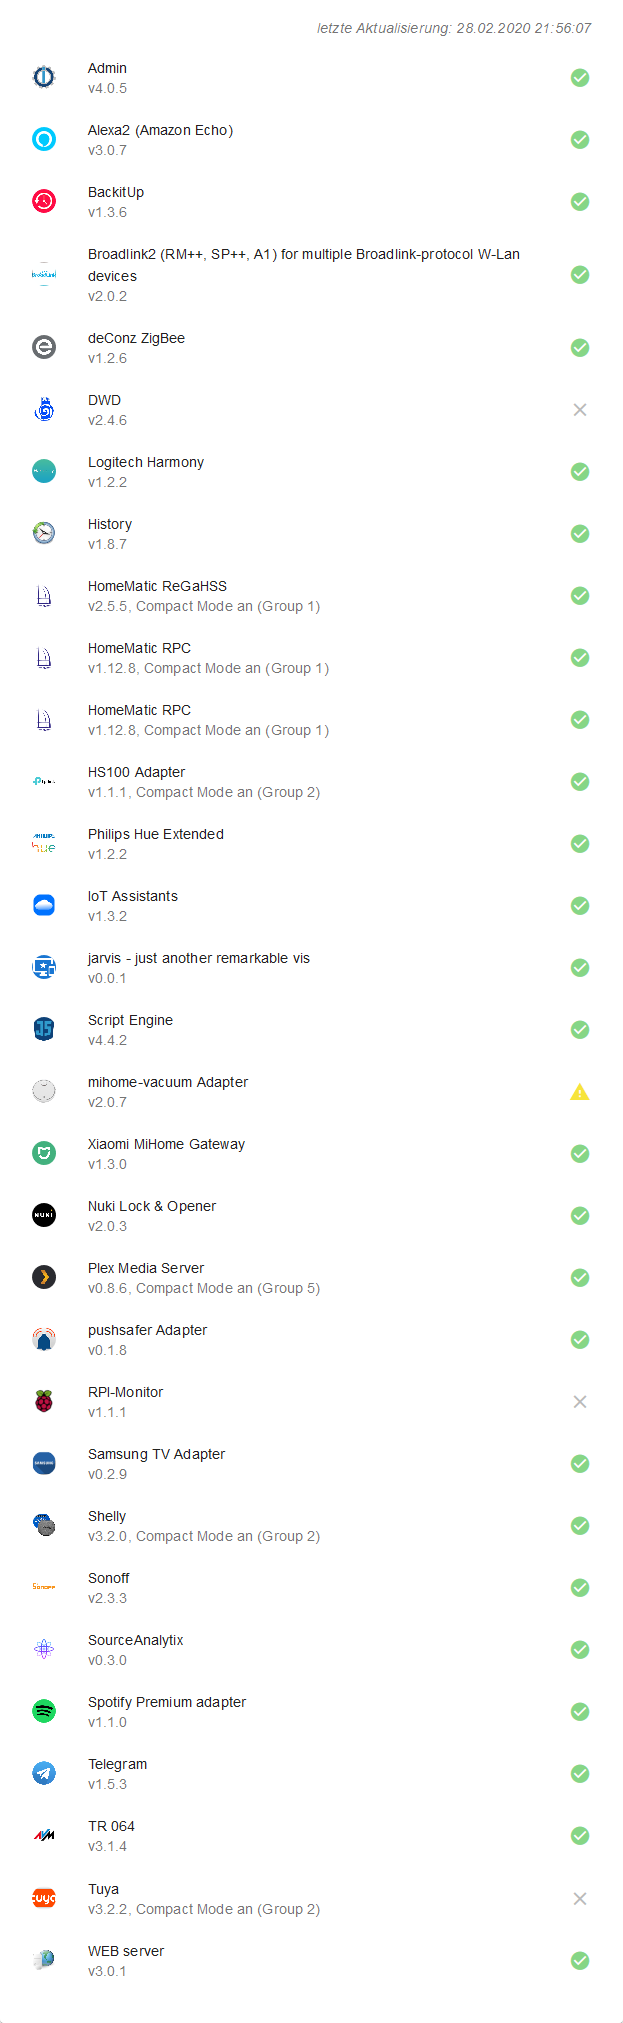 letzte Aktualisierung: 28.02.2020 21:56:07
Admin
v4.0.5
Alexa2 (Amazon Echo)
v3.0.7
BackitUp
v1.3.6
Broadlink2 (RM++, SP++, A1) for multiple Broadlink-protocol W-Lan
devices
v2.0.2
deConz ZigBee
v1.2.6
DWD
v2.4.6
Logitech Harmony
v1.2.2
History
v1.8.7
HomeMatic ReGaHSS
v2.5.5, Compact Mode an (Group 1)
HomeMatic RPC
v1.12.8, Compact Mode an (Group 1)
HomeMatic RPC
v1.12.8, Compact Mode an (Group 1)
HS100 Adapter
v1.1.1, Compact Mode an (Group 2)
hue
Philips Hue Extended
v1.2.2
IoT Assistants
v1.3.2
jarvis - just another remarkable vis
v0.0.1
JS
Script Engine
v4.4.2
mihome-vacuum Adapter
v2.0.7
Xiaomi MiHome Gateway
v1.3.0
NUKI
Nuki Lock & Opener
v2.0.3
Plex Media Server
v0.8.6, Compact Mode an (Group 5)
pushsafer Adapter
v0.1.8
RPI-Monitor
v1.1.1
SAMSUNG
Samsung TV Adapter
v0.2.9
Shelly
v3.2.0, Compact Mode an (Group 2)
Sonoff
v2.3.3
SourceAnalytix
v0.3.0
Spotify Premium adapter
v1.1.0
Telegram
v1.5.3
TR 064
v3.1.4
tuya
Tuya
v3.2.2, Compact Mode an (Group 2)
WEB server
v3.0.1